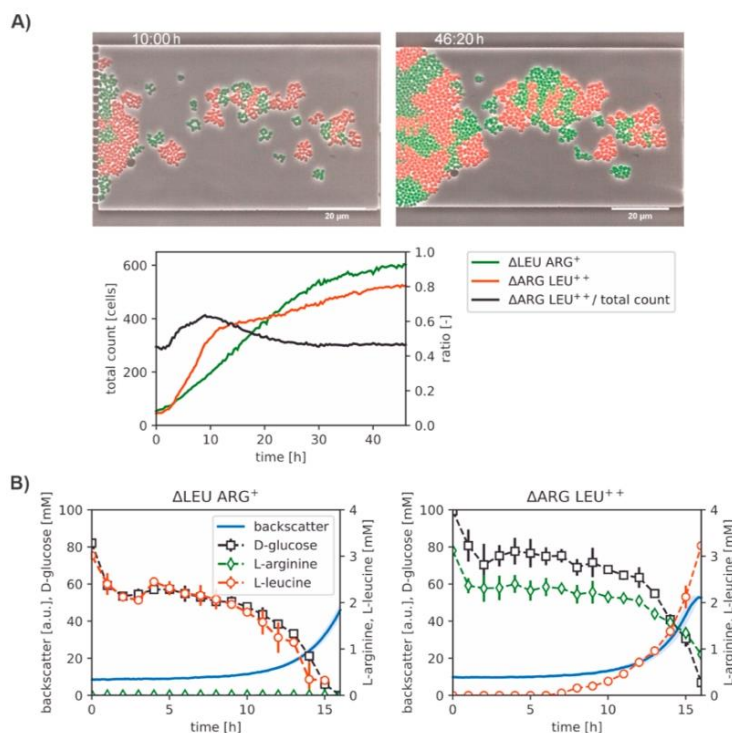 A)
10:00 h
46:20 h
20 µm
20 µm
600
400
200
0
total count [cells]
1.0
0.8
0.6
0.4
0.2
0.0
ratio [-]
0 10 20 30 40
time [h]
ΔLEU ARG⁺
ΔARG LEU⁺⁺
ΔARG LEU⁺⁺/ total count
B)
ΔLEU ARG⁺
backscatter [a.u.], D-glucose [mM]
100
80
60
40
20
0
backscatter
D-glucose
L-arginine
L-leucine
4
3
2
1
0
L-arginine, L-leucine [mM]
0 5 10 15
time [h]
ΔARG LEU⁺⁺
backscatter [a.u.], D-glucose [mM]
100
80
60
40
20
0
4
3
2
1
0
L-arginine, L-leucine [mM]
0 5 10 15
time [h]